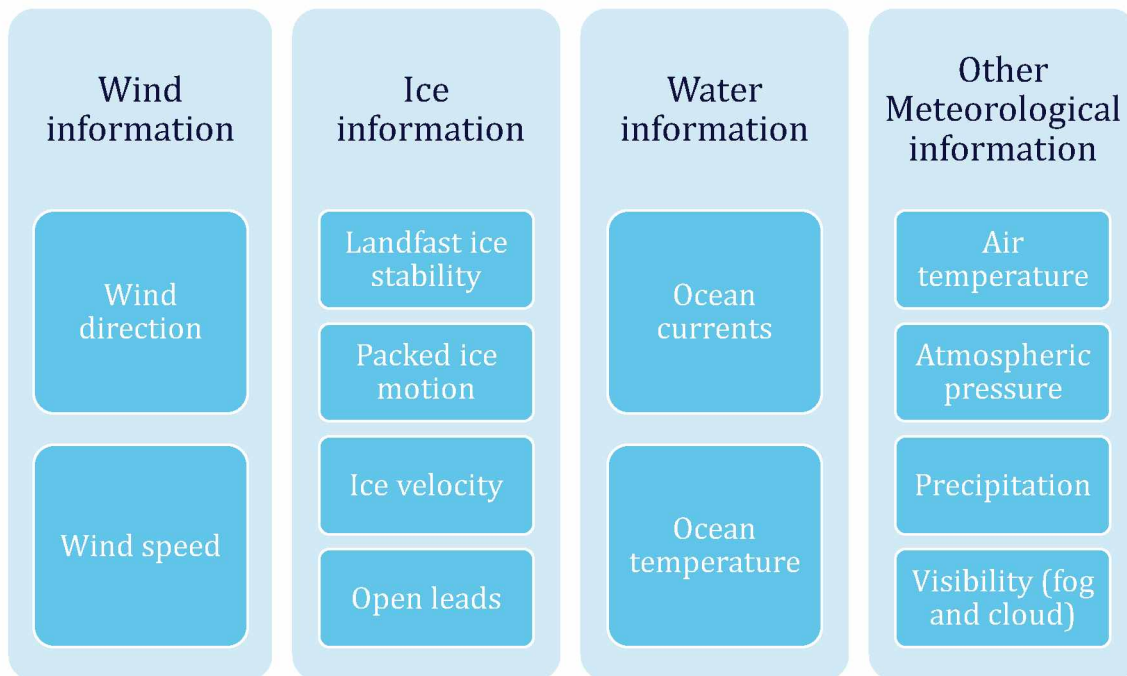 Wind
information
Wind
direction
Wind speed
Ice
information
Landfast ice
stability
Packed ice
motion
Ice velocity
Open leads
Water
information
Ocean
currents
Ocean
temperature
Other
Meteorological
information
Air
temperature
Atmospheric
pressure
Precipitation
Visibility (fog
and cloud)